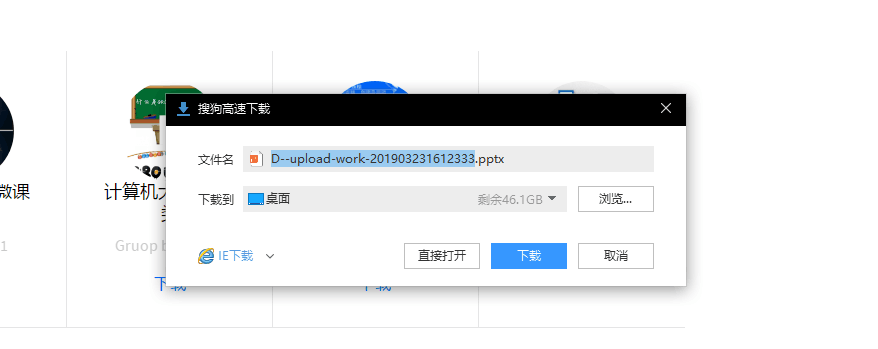 搜狗高速下载
文件名 D--upload-work-201903231612333.pptx
下载到 桌面 剩余46.1GB 浏览...
IE下载 直接打开 下载 取消
微课
计算机
1
Gruop
下载
下载